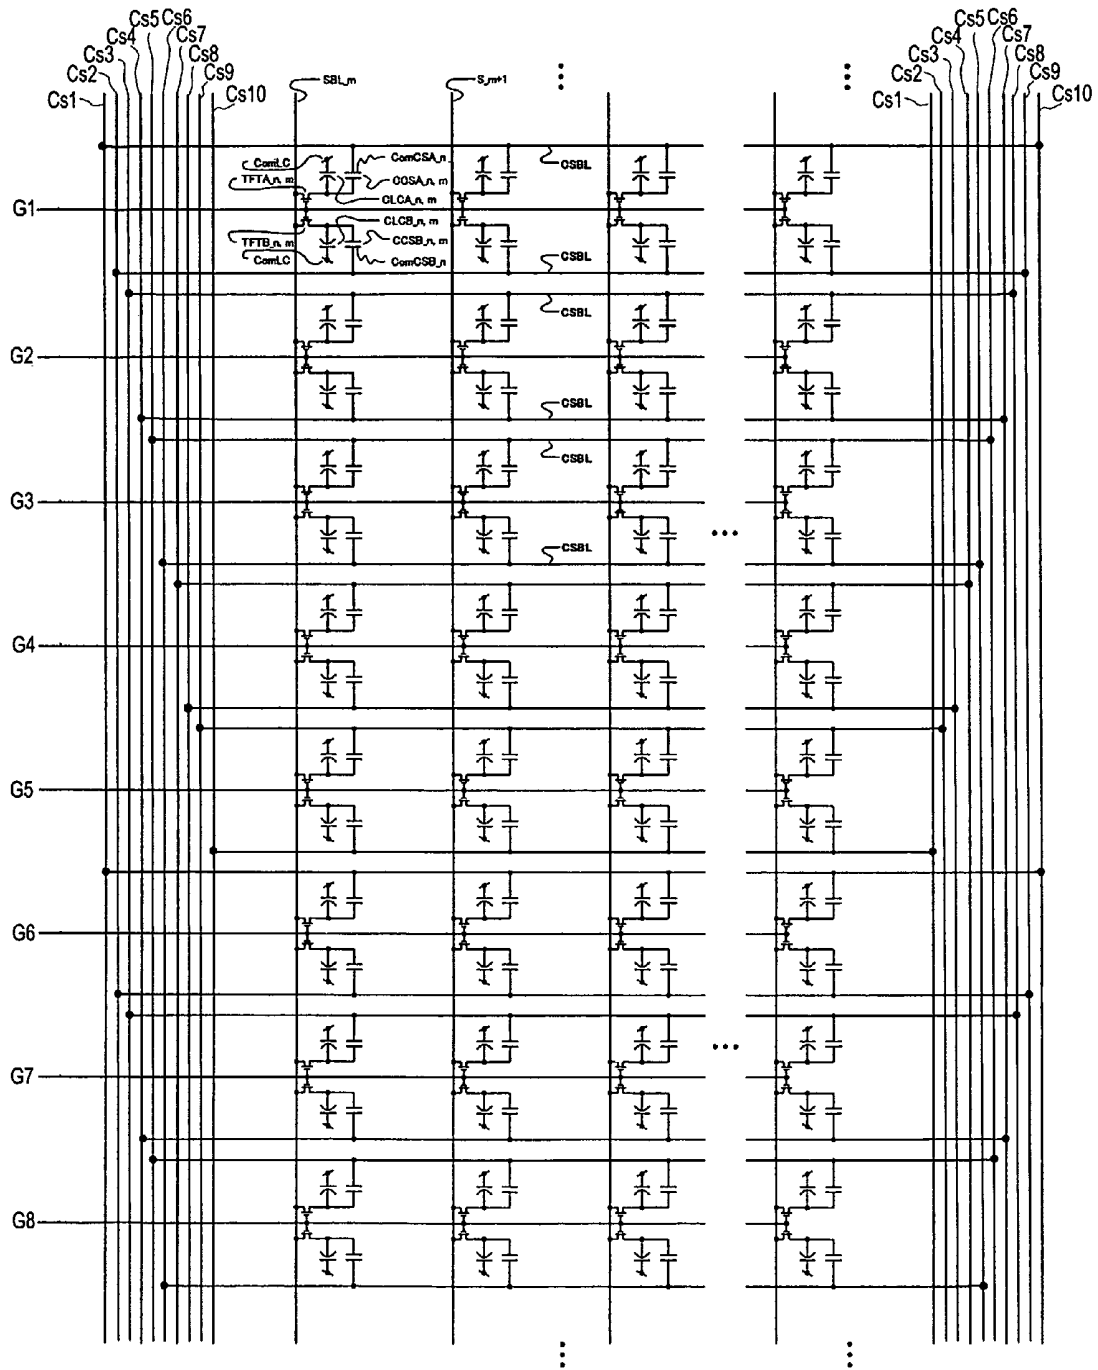 Cs1
Cs2
Cs3
Cs4
Cs5
Cs6
Cs7
Cs8
Cs9
Cs10
SBL_m
S_m+1
Cs1
Cs2
Cs3
Cs4
Cs5
Cs6
Cs7
Cs8
Cs9
Cs10
ComLC
ComCSA_n
CSBL
TFTA_n, m
CCSA_n, m
CLCA_n, m
G1
CLCB_n, m
TFTB_n, m
CCSB_n, m
ComLC
ComCSB_n
CSBL
CSBL
G2
CSBL
CSBL
G3
CSBL
G4
G5
G6
G7
G8